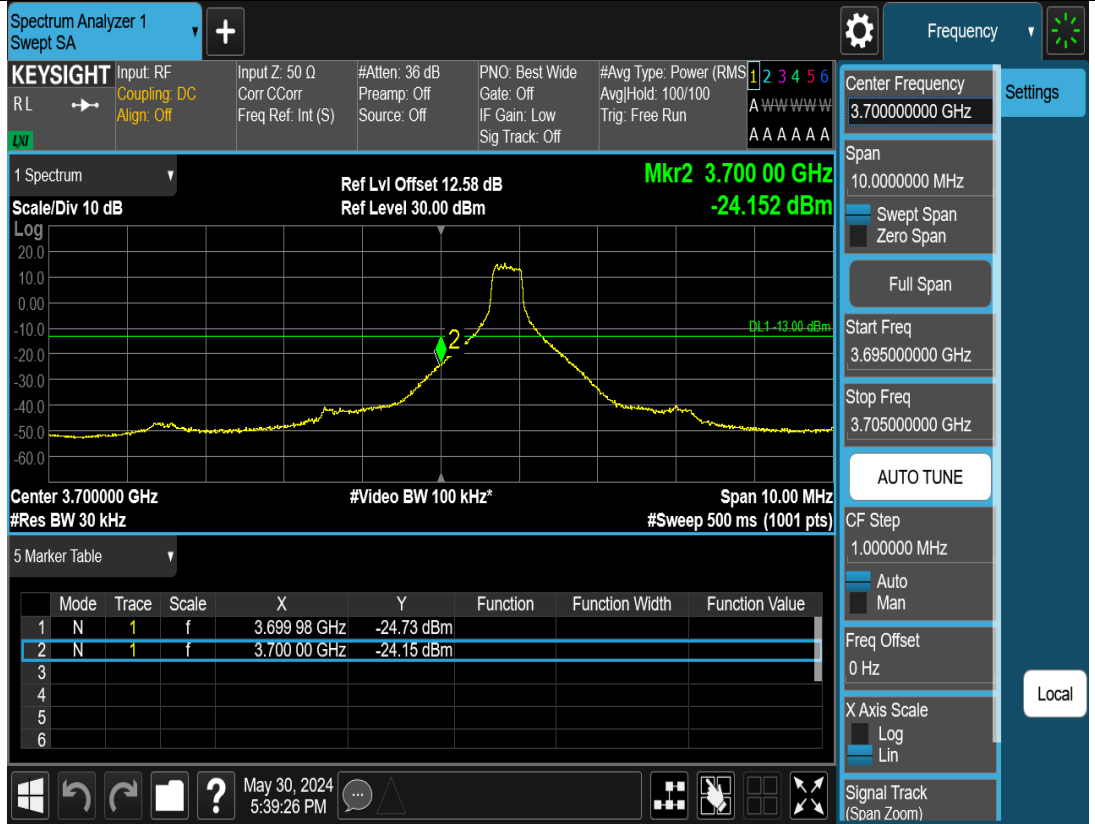 Spectrum Analyzer 1
Swept SA
+
Frequency
KEYSIGHT
RL
LXI
Input: RF
Coupling: DC
Align: Off
Input Z: 50 Ω
Corr CCorr
Freq Ref: Int (S)
#Atten: 36 dB
Preamp: Off
Source: Off
PNO: Best Wide
Gate: Off
IF Gain: Low
Sig Track: Off
#Avg Type: Power (RMS
Avg|Hold: 100/100
Trig: Free Run
1 2 3 4 5 6
A W W W W W
A A A A A A
1 Spectrum
Scale/Div 10 dB
Ref Lvl Offset 12.58 dB
Ref Level 30.00 dBm
Mkr2 3.700 00 GHz
-24.152 dBm
Log
20.0
10.0
0.00
-10.0
-20.0
-30.0
-40.0
-50.0
-60.0
DL1 -13.00 dBm
2
Center 3.700000 GHz
#Video BW 100 kHz*
Span 10.00 MHz
#Res BW 30 kHz
#Sweep 500 ms (1001 pts)
5 Marker Table
Mode Trace Scale X Y Function Function Width Function Value
1 N 1 f 3.699 98 GHz -24.73 dBm
2 N 1 f 3.700 00 GHz -24.15 dBm
3
4
5
6
May 30, 2024
5:39:26 PM
?
Center Frequency
3.700000000 GHz
Settings
Span
10.0000000 MHz
Swept Span
Zero Span
Full Span
Start Freq
3.695000000 GHz
Stop Freq
3.705000000 GHz
AUTO TUNE
CF Step
1.000000 MHz
Auto
Man
Freq Offset
0 Hz
X Axis Scale
Log
Lin
Local
Signal Track
(Span Zoom)